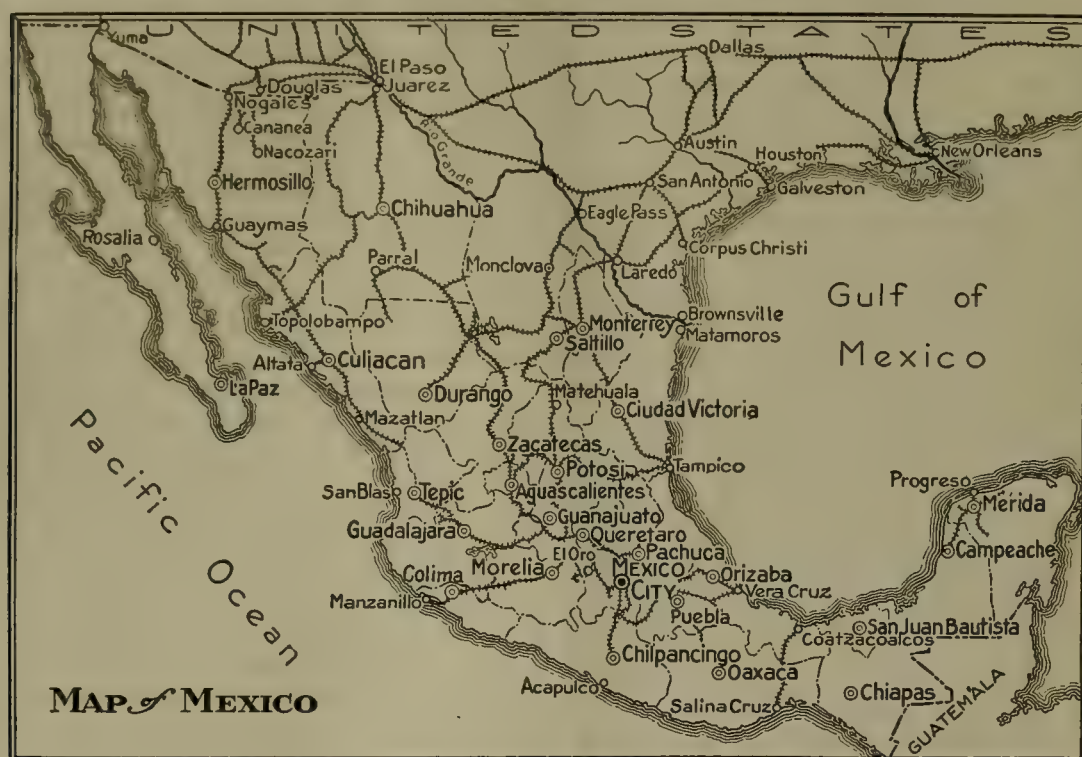 UNITED STATES
Yuma
Dallas
El Paso
Douglas
Juarez
Nogales
Cananea
Nacozari
Rio Grande
Austin
Houston
New Orleans
Hermosillo
San Antonio
Galveston
Chihuahua
Eagle Pass
Guaymas
Rosalia
Corpus Christi
Parral
Monclova
Laredo
Gulf of
Mexico
Topolobampo
Monterrey
Brownsville
Matamoros
Saltillo
Altata
Culiacan
La Paz
Durango
Matehuala
Ciudad Victoria
Mazatlan
Pacific Ocean
Zacatecas
Potosi
Tampico
San Blas
Tepic
Aguascalientes
Progreso
Mérida
Guadalajara
Guanajuato
Queretaro
Campeache
El Oro
Pachuca
Morelia
MEXICO
CITY
Orizaba
Colima
Vera Cruz
Manzanillo
Puebla
San Juan Bautista
Coatzacoalcos
Chilpancingo
Oaxaca
Acapulco
Chiapas
Salina Cruz
GUATEMALA
MAP of MEXICO